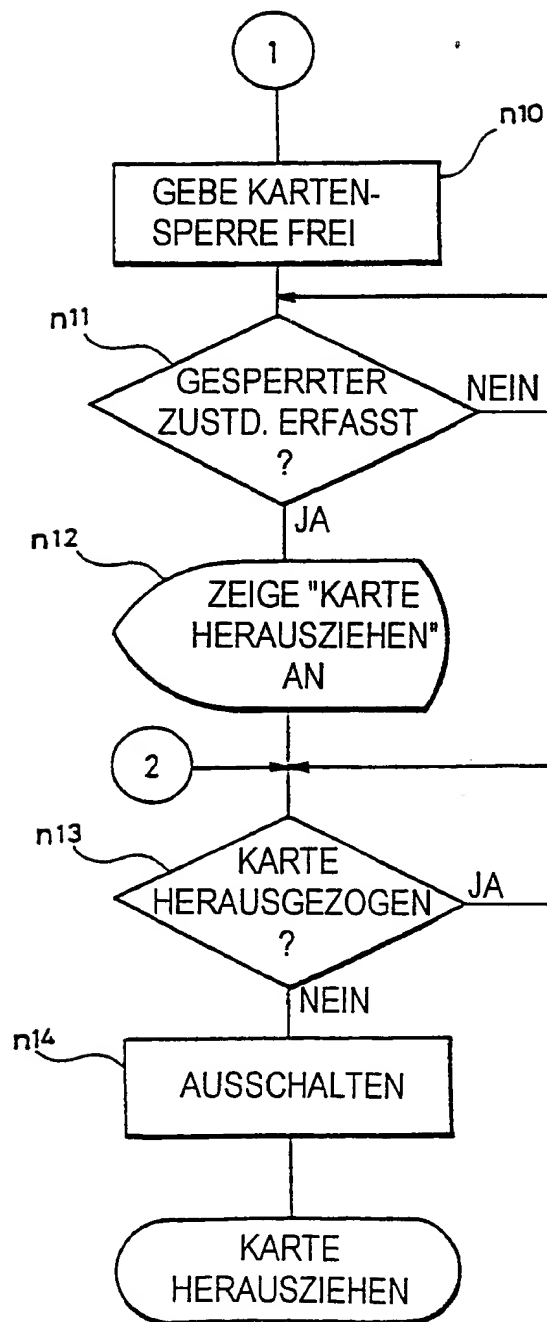 1
n10
GEBE KARTEN-
SPERRE FREI
n11
GESPERRTER
ZUSTD. ERFASST
?
NEIN
JA
n12
ZEIGE "KARTE
HERAUSZIEHEN"
AN
2
n13
KARTE
HERAUSGEZOGEN
?
JA
NEIN
n14
AUSSCHALTEN
KARTE
HERAUSZIEHEN